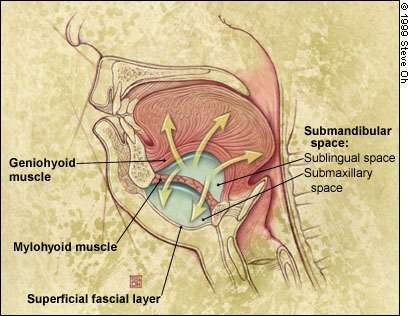 © 1999 Steve Oh
Submandibular
space:
Sublingual space
Submaxillary
space
Geniohyoid
muscle
Mylohyoid muscle
Superficial fascial layer